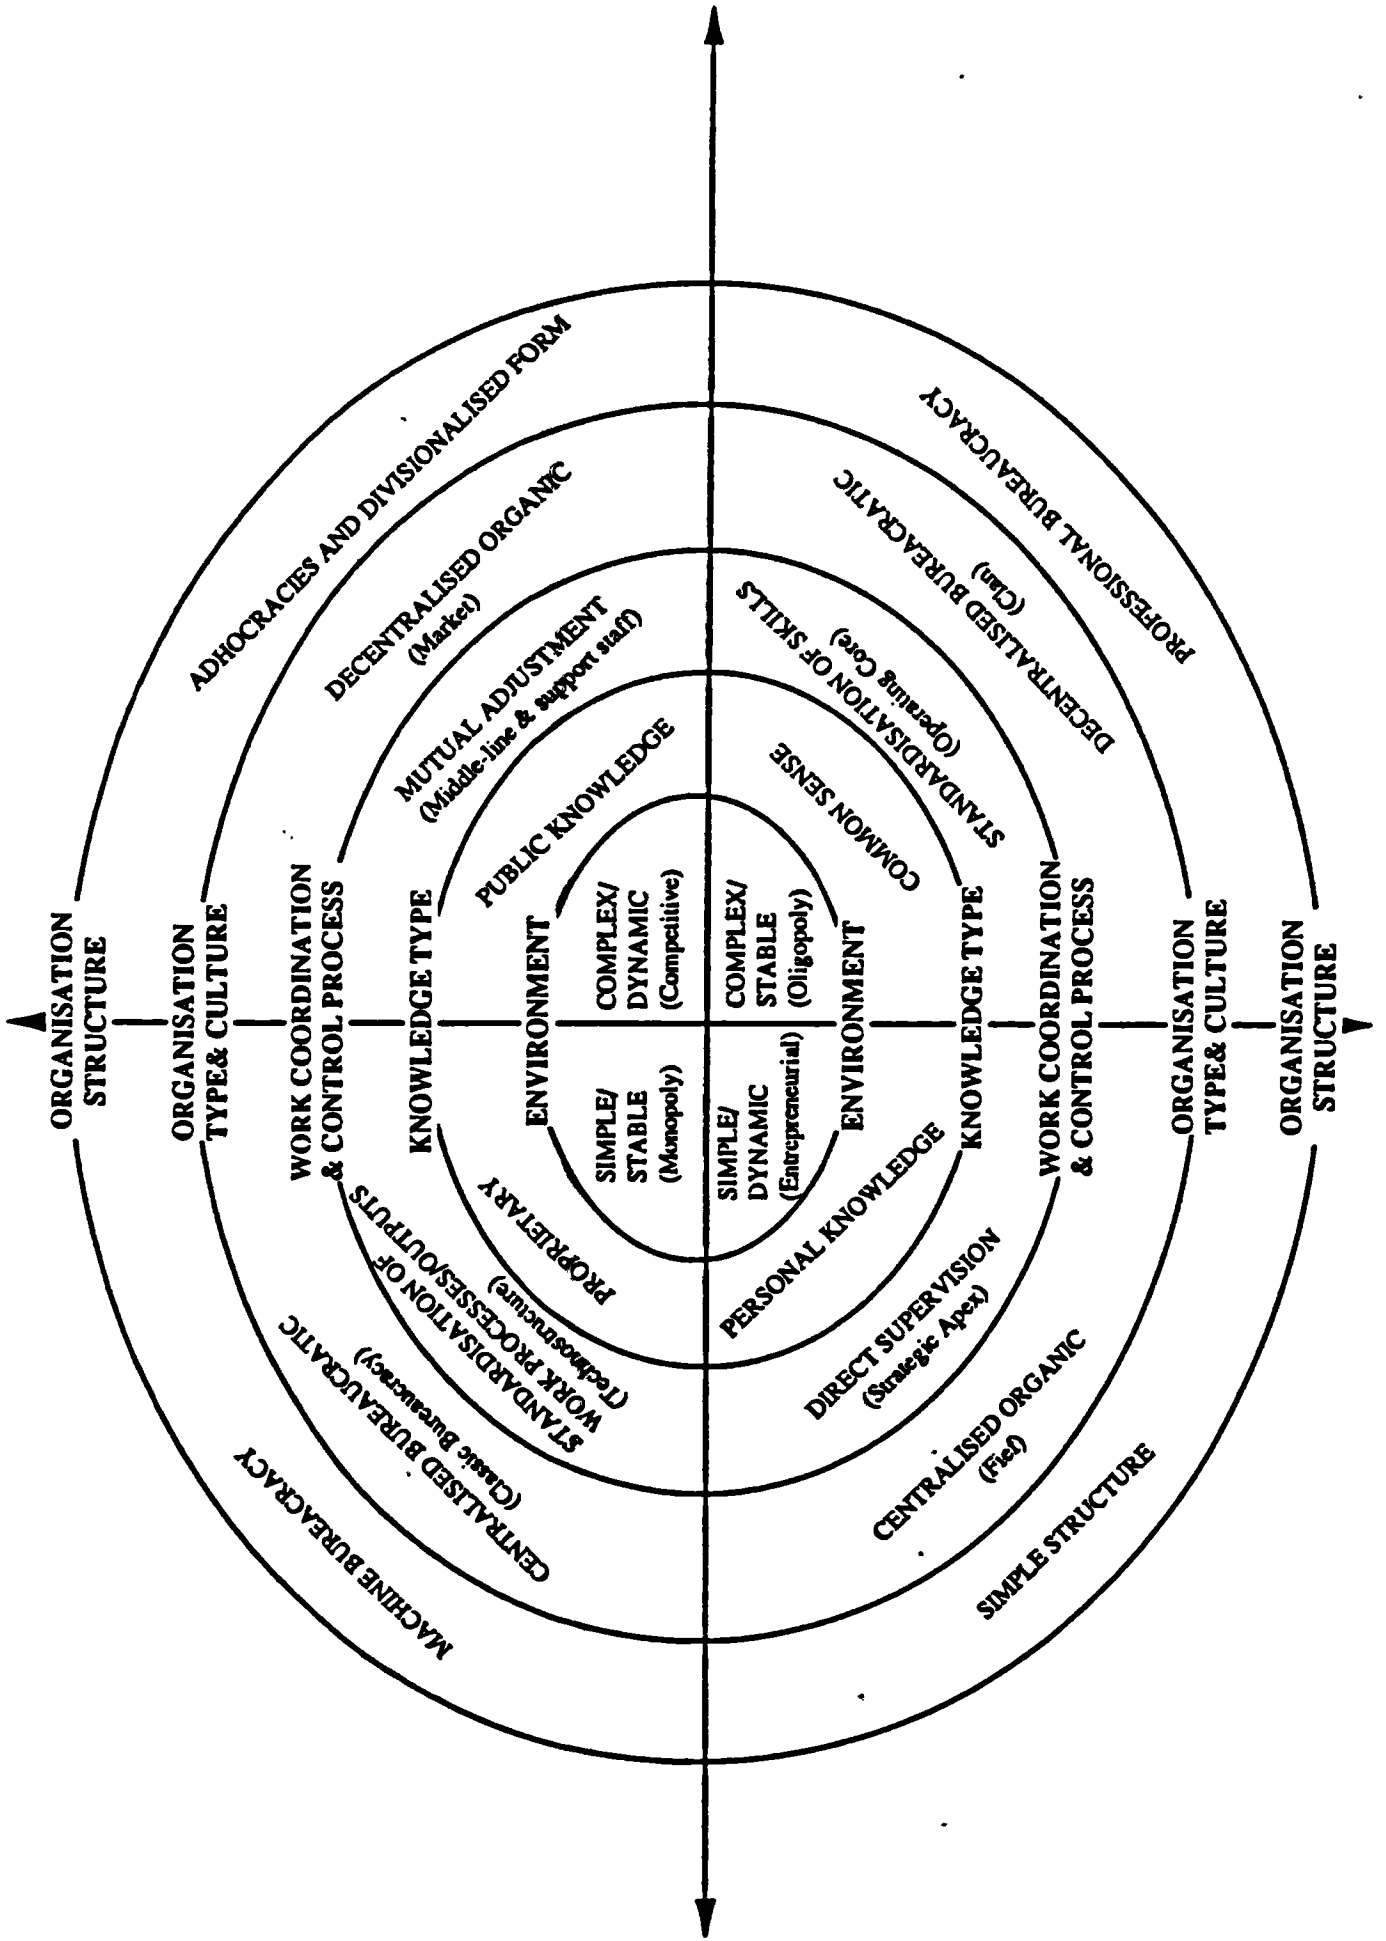 ORGANISATION
STRUCTURE
ORGANISATION
TYPE& CULTURE
WORK COORDINATION
& CONTROL PROCESS
KNOWLEDGE TYPE
ENVIRONMENT
MACHINE BUREAUCRACY
CENTRALISED BUREAUCRATIC
(Classic Bureaucracy)
STANDARDISATION OF
WORK PROCESSES/OUTPUTS
(Technostructure)
PROPRIETARY
SIMPLE/
STABLE
(Monopoly)
ADHOCRACIES AND DIVISIONALISED FORM
DECENTRALISED ORGANIC
(Market)
MUTUAL ADJUSTMENT
(Middle-line & support staff)
PUBLIC KNOWLEDGE
COMPLEX/
DYNAMIC
(Competitive)
SIMPLE/
DYNAMIC
(Entrepreneurial)
PERSONAL KNOWLEDGE
DIRECT SUPERVISION
(Strategic Apex)
CENTRALISED ORGANIC
(Fief)
SIMPLE STRUCTURE
COMPLEX/
STABLE
(Oligopoly)
COMMON SENSE
STANDARDISATION OF SKILLS
(Operating Core)
DECENTRALISED BUREAUCRATIC
(Clan)
PROFESSIONAL BUREAUCRACY
ENVIRONMENT
KNOWLEDGE TYPE
WORK COORDINATION
& CONTROL PROCESS
ORGANISATION
TYPE& CULTURE
ORGANISATION
STRUCTURE